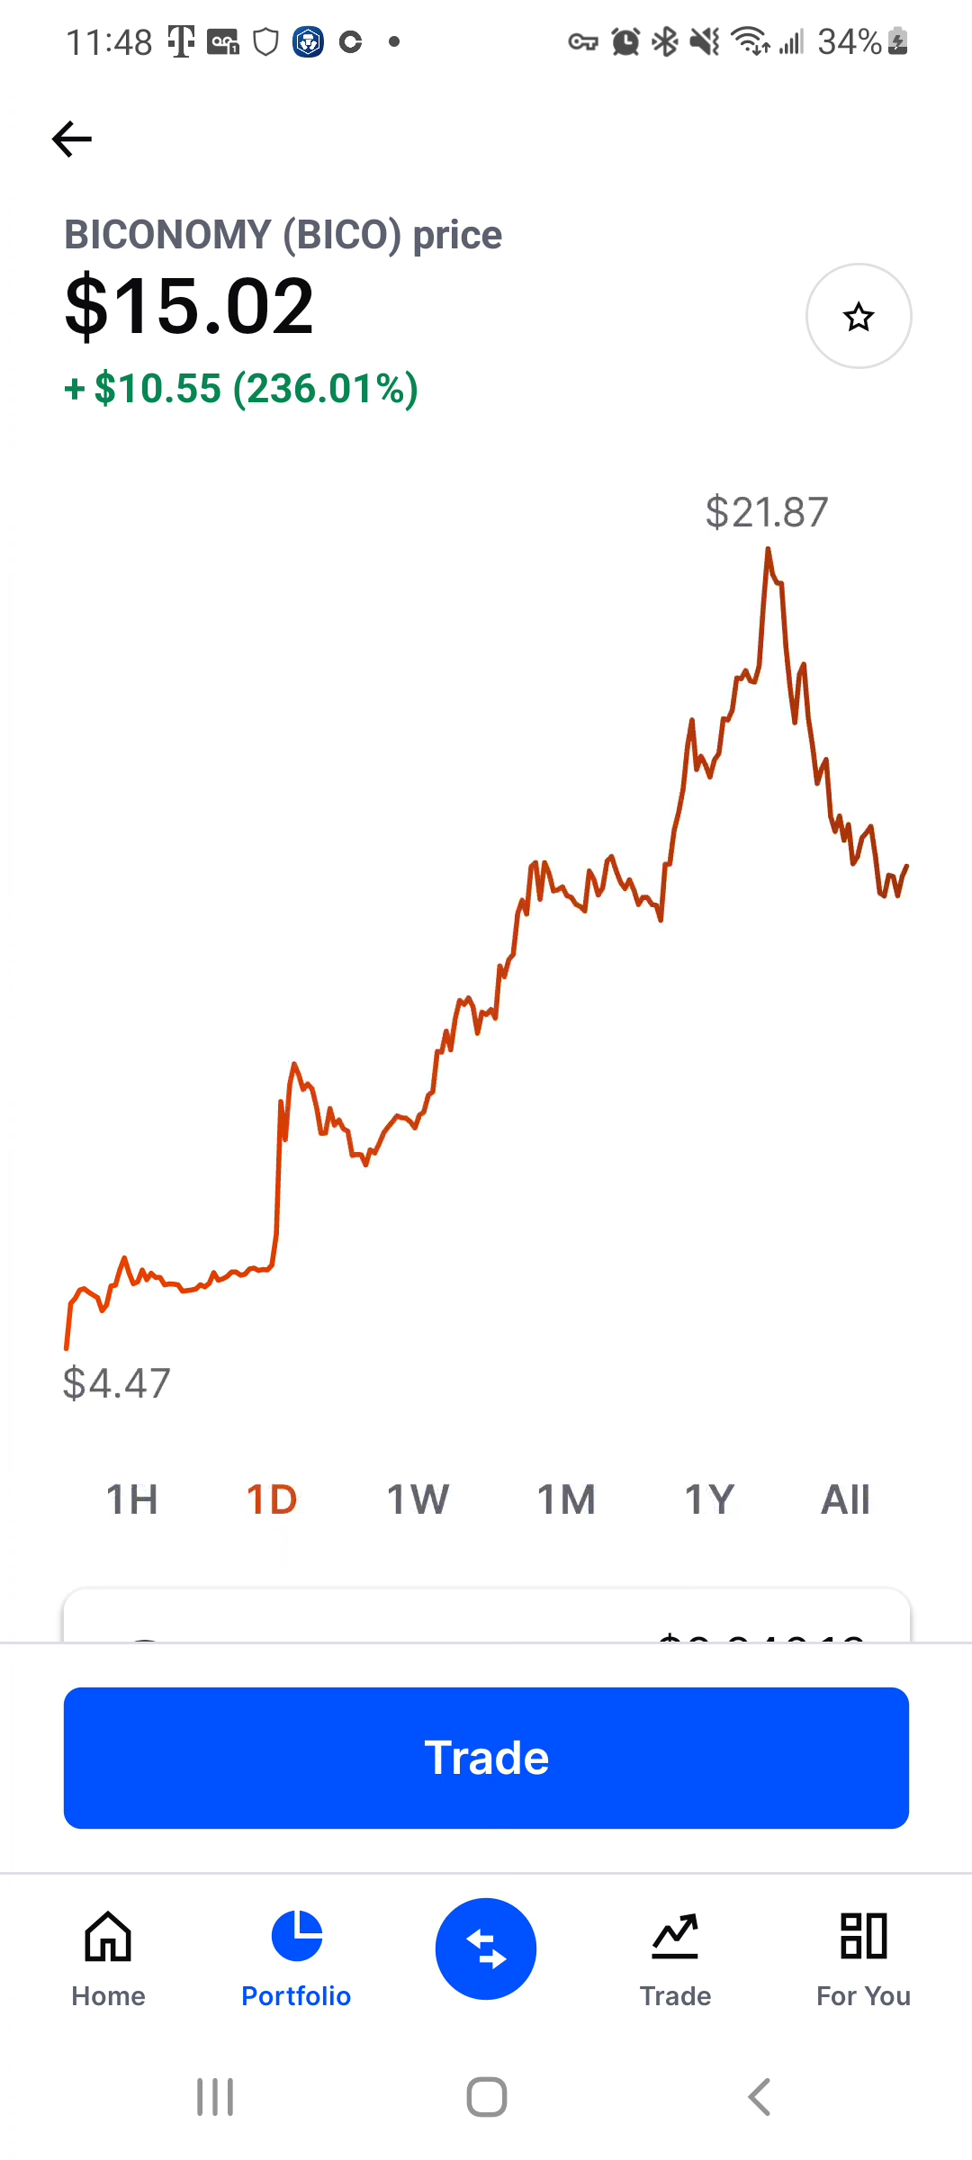 11:48 34%
BICONOMY (BICO) price
$15.02
+ $10.55 (236.01%)
$21.87
$4.47
1H 1D 1W 1M 1Y All
Trade
Home Portfolio Trade For You